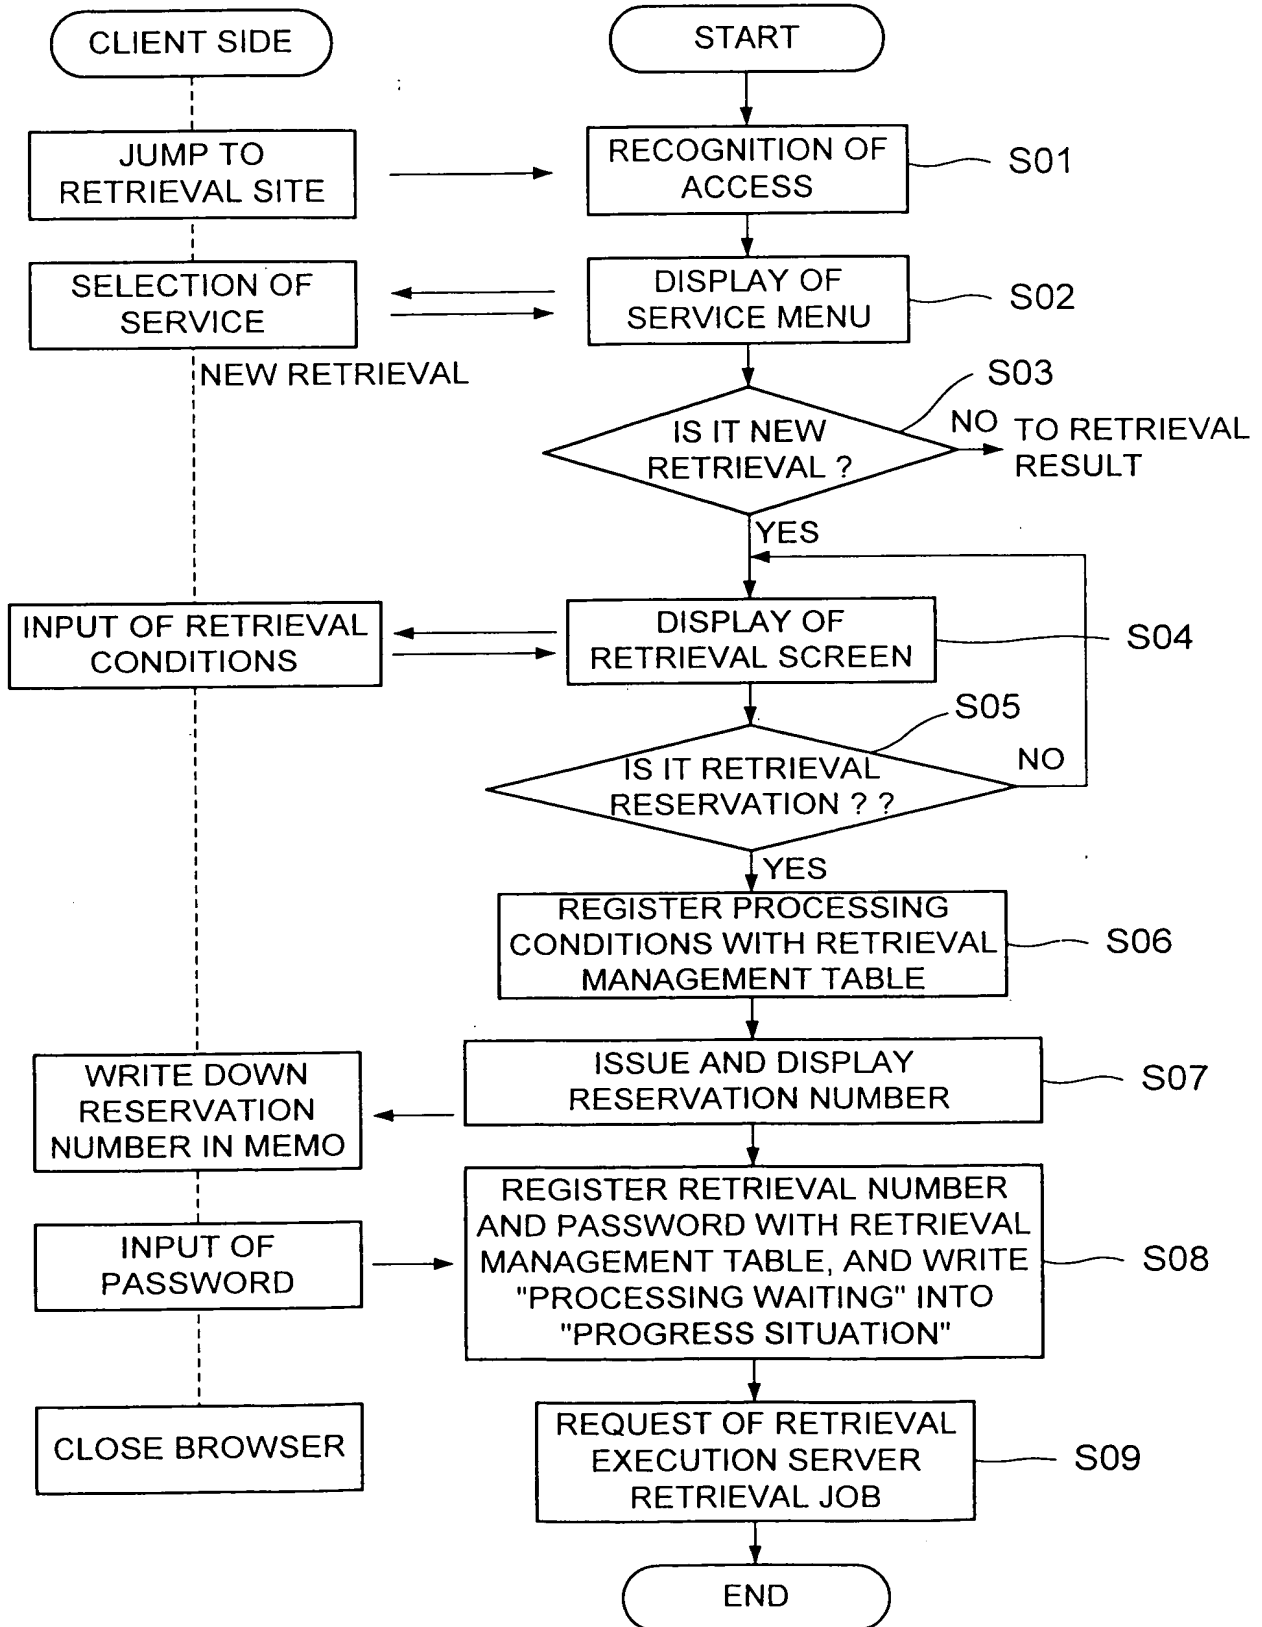 CLIENT SIDE
START
JUMP TO
RETRIEVAL SITE
RECOGNITION OF
ACCESS
S01
SELECTION OF
SERVICE
DISPLAY OF
SERVICE MENU
S02
NEW RETRIEVAL
S03
IS IT NEW
RETRIEVAL ?
NO
TO RETRIEVAL
RESULT
YES
INPUT OF RETRIEVAL
CONDITIONS
DISPLAY OF
RETRIEVAL SCREEN
S04
S05
IS IT RETRIEVAL
RESERVATION ? ?
NO
YES
REGISTER PROCESSING
CONDITIONS WITH RETRIEVAL
MANAGEMENT TABLE
S06
ISSUE AND DISPLAY
RESERVATION NUMBER
S07
WRITE DOWN
RESERVATION
NUMBER IN MEMO
REGISTER RETRIEVAL NUMBER
AND PASSWORD WITH RETRIEVAL
MANAGEMENT TABLE, AND WRITE
"PROCESSING WAITING" INTO
"PROGRESS SITUATION"
S08
INPUT OF
PASSWORD
CLOSE BROWSER
REQUEST OF RETRIEVAL
EXECUTION SERVER
RETRIEVAL JOB
S09
END